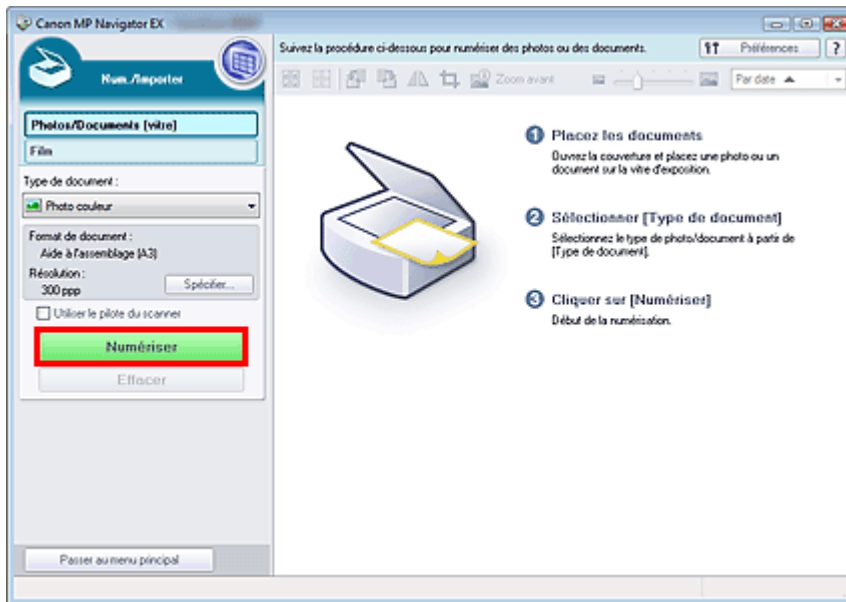 Canon MP Navigator EX
Num./Importer
Photos/Documents (vitre)
Film
Type de document :
Photo couleur
Format de document :
Aide à l'assemblage (A3)
Résolution :
300 ppp
Spécifier...
Utiliser le pilote du scanner
Numériser
Effacer
Passer au menu principal
Suivez la procédure ci-dessous pour numériser des photos ou des documents.
Préférences
?
Zoom avant
Par date
1 Placez les documents
Ouvrez la couverture et placez une photo ou un
document sur la vitre d'exposition.
2 Sélectionner [Type de document]
Sélectionnez le type de photo/document à partir de
[Type de document].
3 Cliquer sur [Numériser]
Début de la numérisation.